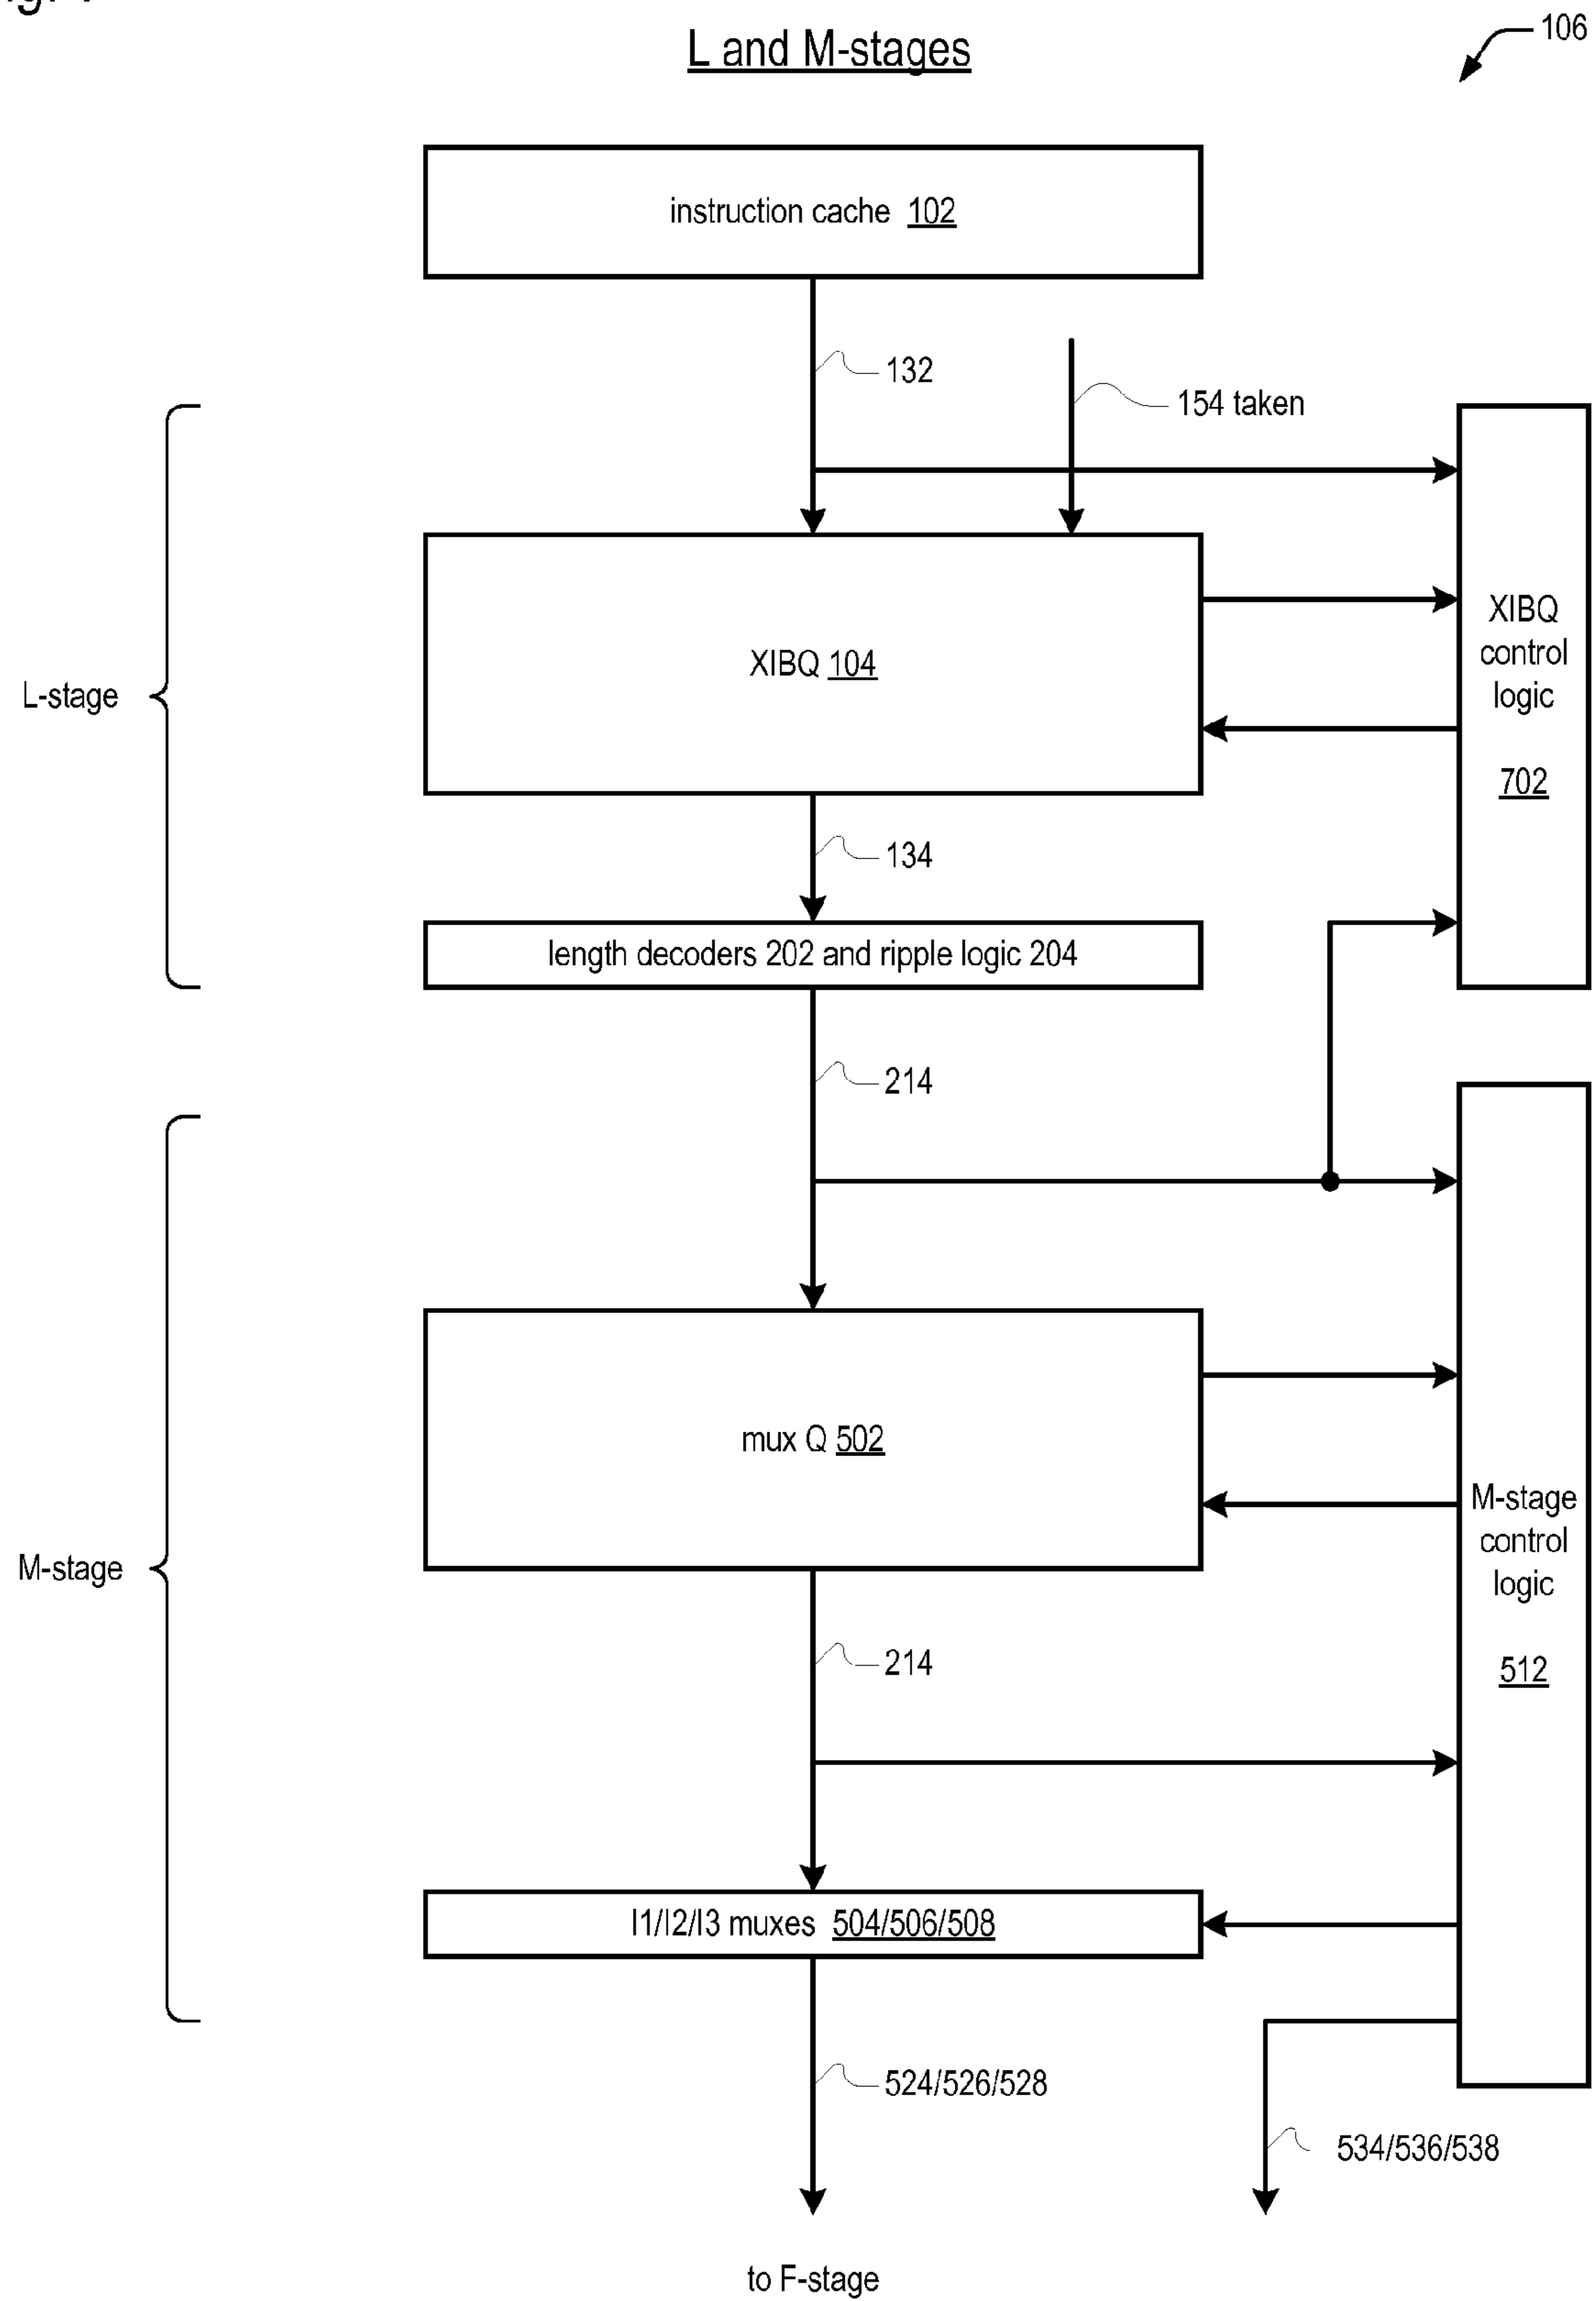 L and M-stages
106
instruction cache 102
132
154 taken
XIBQ 104
XIBQ
control
logic
702
L-stage
134
length decoders 202 and ripple logic 204
214
mux Q 502
M-stage
control
logic
512
M-stage
214
I1/I2/I3 muxes 504/506/508
524/526/528
534/536/538
to F-stage